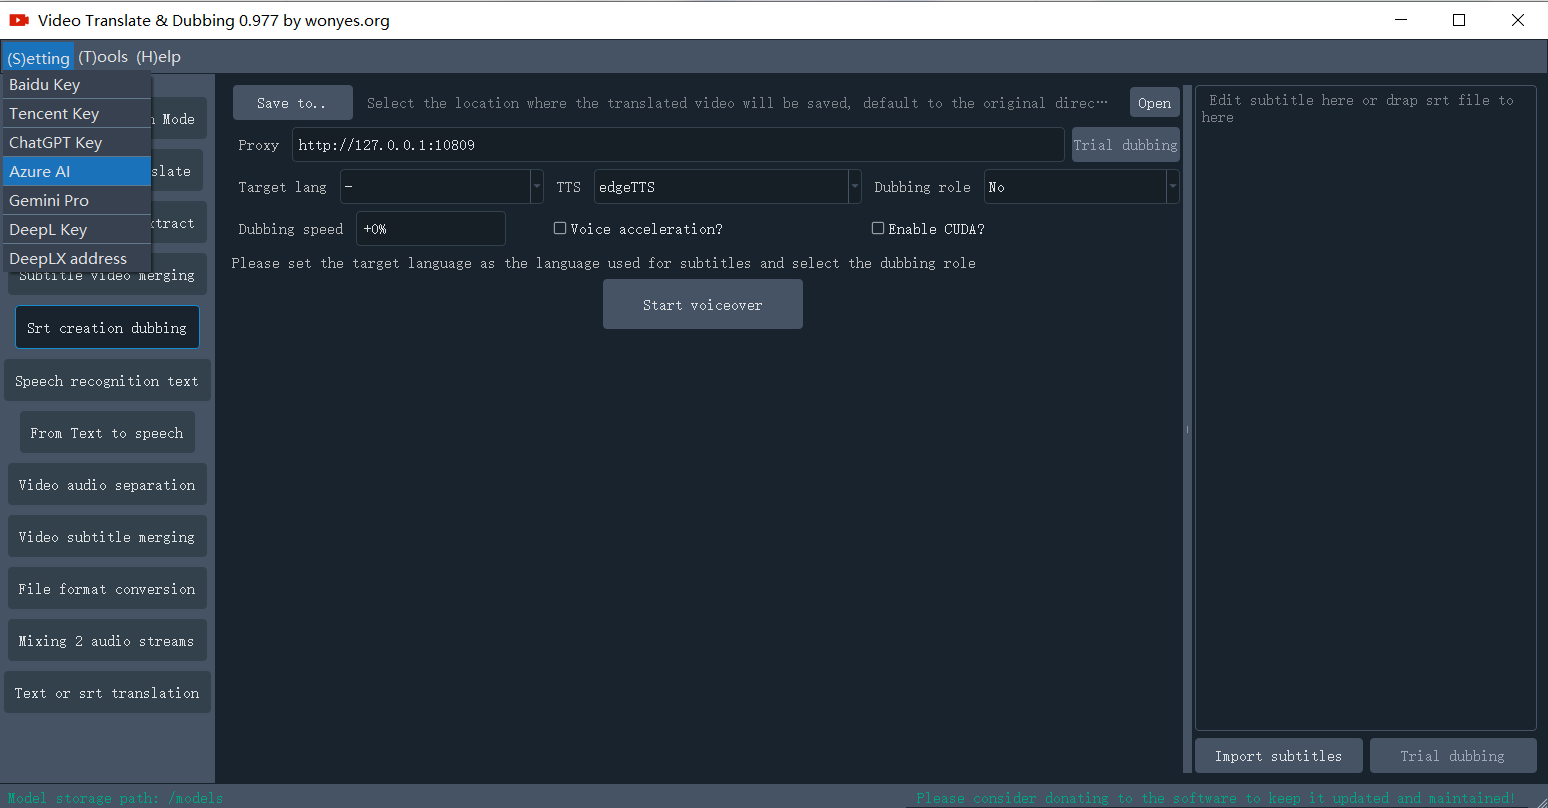 Video Translate & Dubbing 0.977 by wonyes.org
(S)etting (T)ools (H)elp
Baidu Key
Tencent Key
ChatGPT Key
Azure AI
Gemini Pro
DeepL Key
DeepLX address
Mode
slate
Subtitle video merging
Srt creation dubbing
Speech recognition text
From Text to speech
Video audio separation
Video subtitle merging
File format conversion
Mixing 2 audio streams
Text or srt translation
Save to.. Select the location where the translated video will be saved, default to the original direc… Open
Proxy http://127.0.0.1:10809 Trial dubbing
Target lang - TTS edgeTTS Dubbing role No
Dubbing speed +0% Voice acceleration? Enable CUDA?
Please set the target language as the language used for subtitles and select the dubbing role
Start voiceover
Edit subtitle here or drap srt file to
here
Import subtitles Trial dubbing
Model storage path: /models
Please consider donating to the software to keep it updated and maintained!